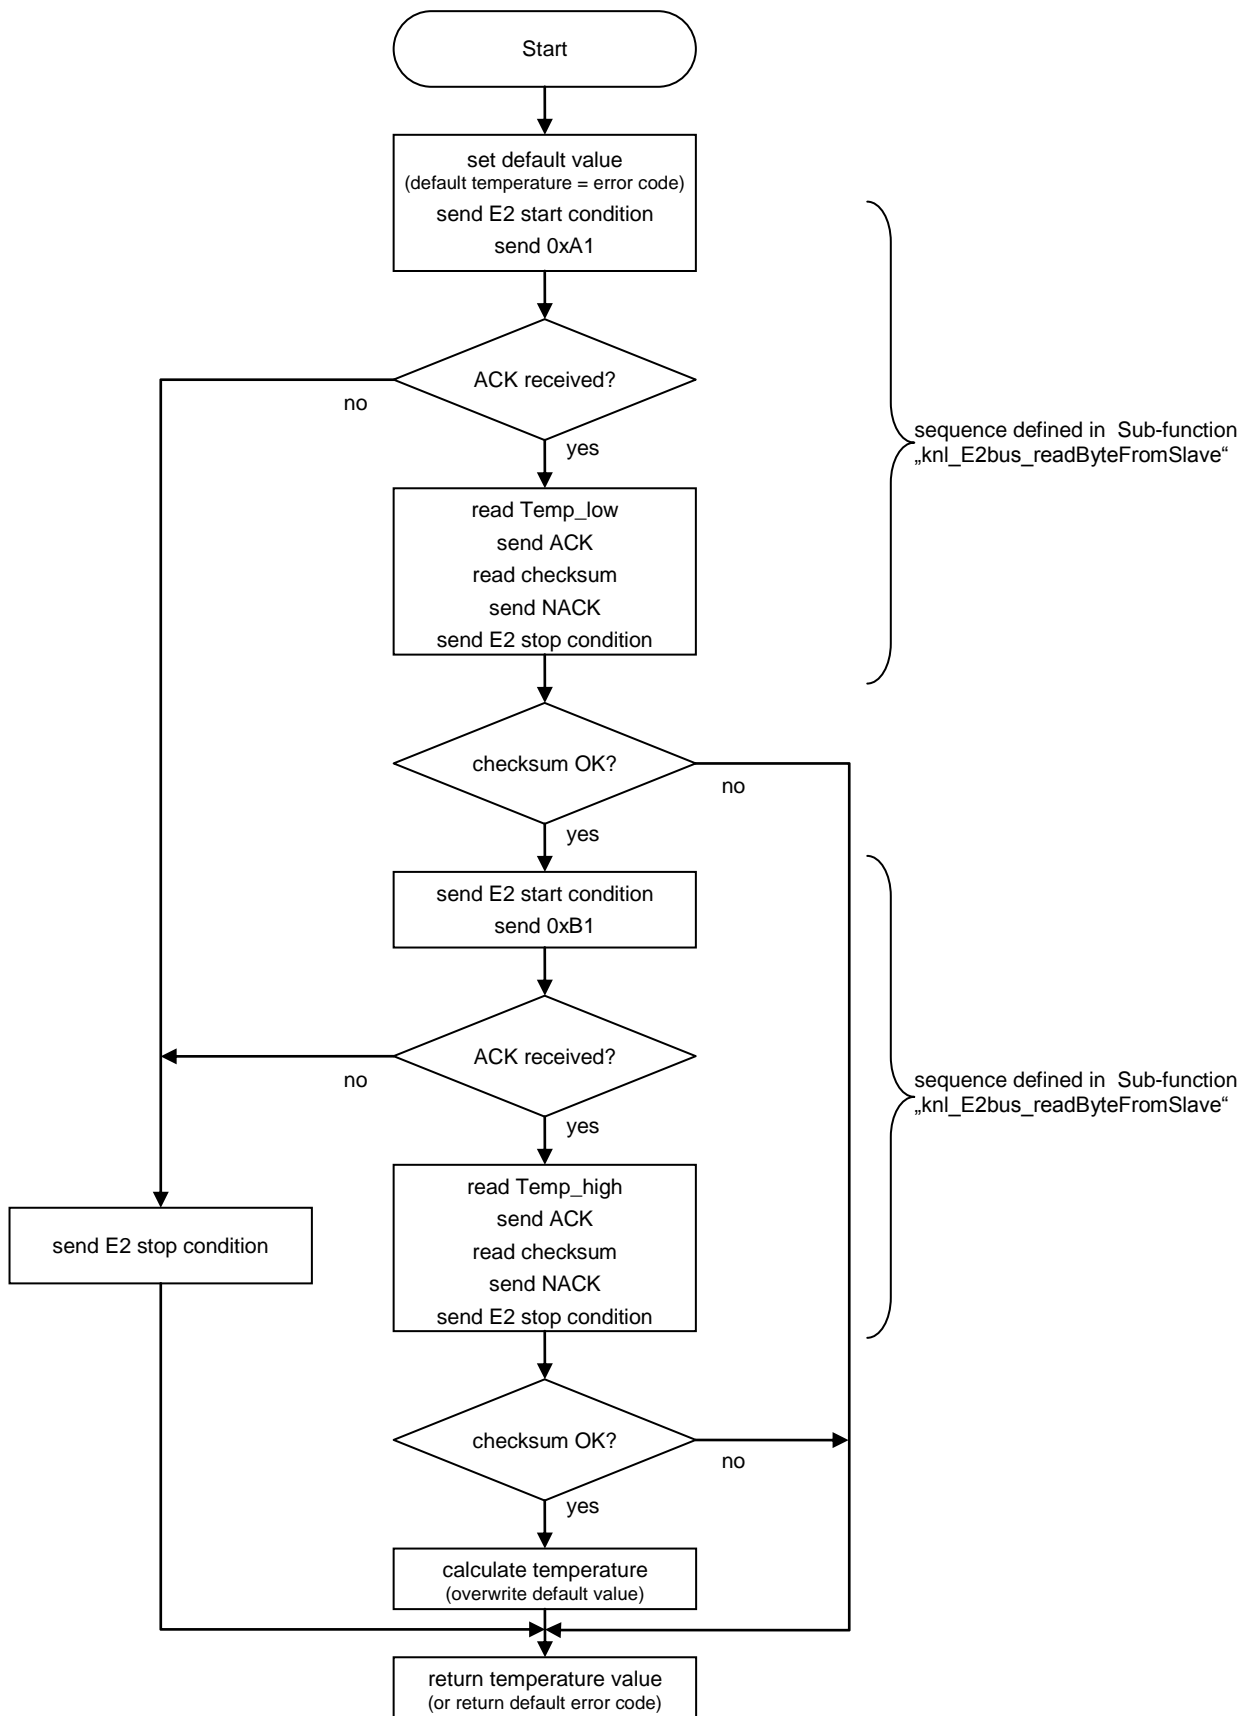 Start
set default value
(default temperature = error code)
send E2 start condition
send 0xA1
ACK received?
no
yes
sequence defined in  Sub-function
„knl_E2bus_readByteFromSlave“
read Temp_low
send ACK
read checksum
send NACK
send E2 stop condition
checksum OK?
no
yes
send E2 start condition
send 0xB1
ACK received?
no
yes
sequence defined in  Sub-function
„knl_E2bus_readByteFromSlave“
read Temp_high
send ACK
read checksum
send NACK
send E2 stop condition
send E2 stop condition
checksum OK?
no
yes
calculate temperature
(overwrite default value)
return temperature value
(or return default error code)